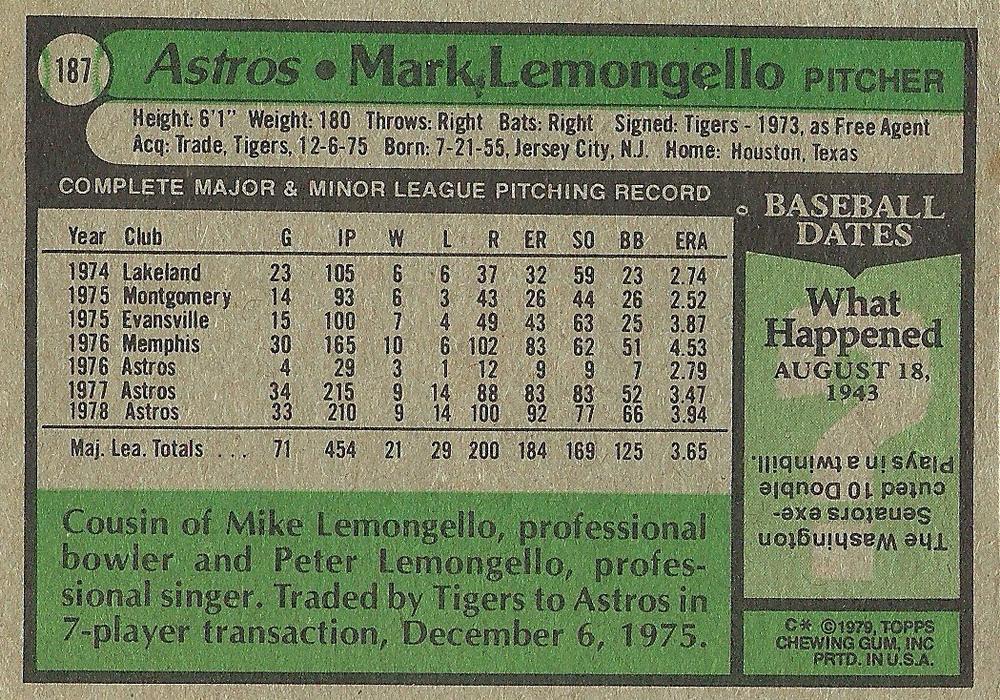 187
Astros • Mark Lemongello PITCHER
Height: 6'1" Weight: 180 Throws: Right Bats: Right Signed: Tigers - 1973, as Free Agent
Acq: Trade, Tigers, 12-6-75 Born: 7-21-55, Jersey City, N.J. Home: Houston, Texas
COMPLETE MAJOR & MINOR LEAGUE PITCHING RECORD
Year Club G IP W L R ER SO BB ERA
1974 Lakeland 23 105 6 6 37 32 59 23 2.74
1975 Montgomery 14 93 6 3 43 26 44 26 2.52
1975 Evansville 15 100 7 4 49 43 63 25 3.87
1976 Memphis 30 165 10 6 102 83 62 51 4.53
1976 Astros 4 29 3 1 12 9 9 7 2.79
1977 Astros 34 215 9 14 88 83 83 52 3.47
1978 Astros 33 210 9 14 100 92 77 66 3.94
Maj. Lea. Totals ... 71 454 21 29 200 184 169 125 3.65
Cousin of Mike Lemongello, professional
bowler and Peter Lemongello, profes-
sional singer. Traded by Tigers to Astros in
7-player transaction, December 6, 1975.
BASEBALL
DATES
What
Happened
AUGUST 18,
1943
?
The Washington
Senators exe-
cuted 10 Double
Plays in a twinbill.
C* ©1979, TOPPS
CHEWING GUM, INC
PRTD. IN U.S.A.